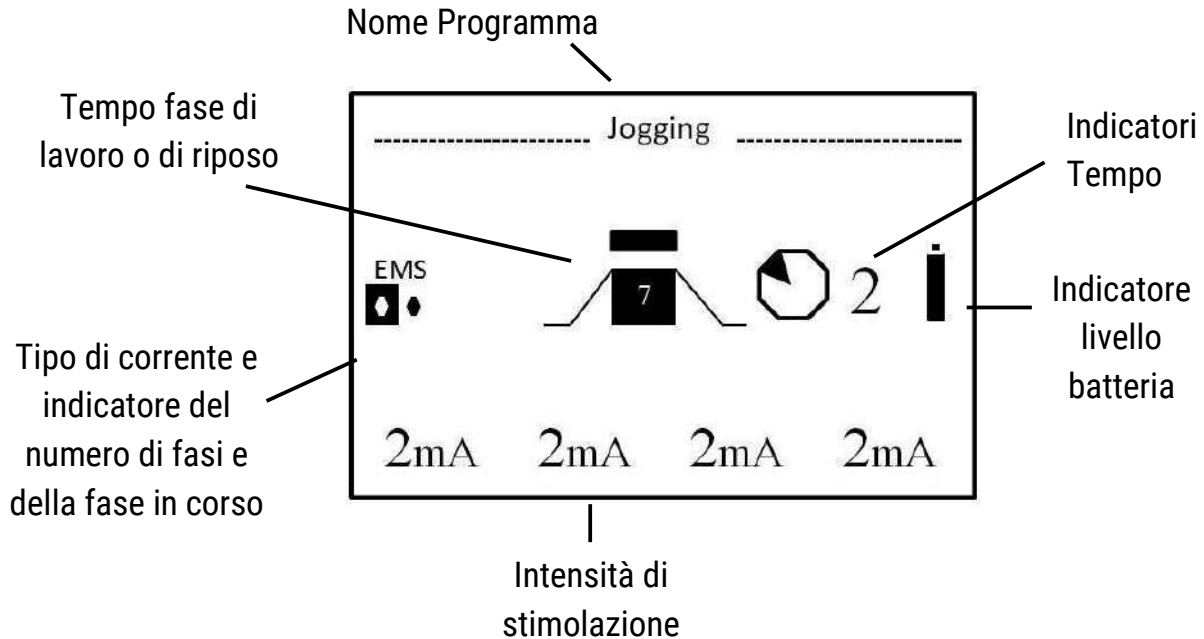 Nome Programma
Tempo fase di
lavoro o di riposo
Jogging
Indicatori
Tempo
EMS
7
2
Indicatore
livello
batteria
Tipo di corrente e
indicatore del
numero di fasi e
della fase in corso
2mA 2mA 2mA 2mA
Intensità di
stimolazione